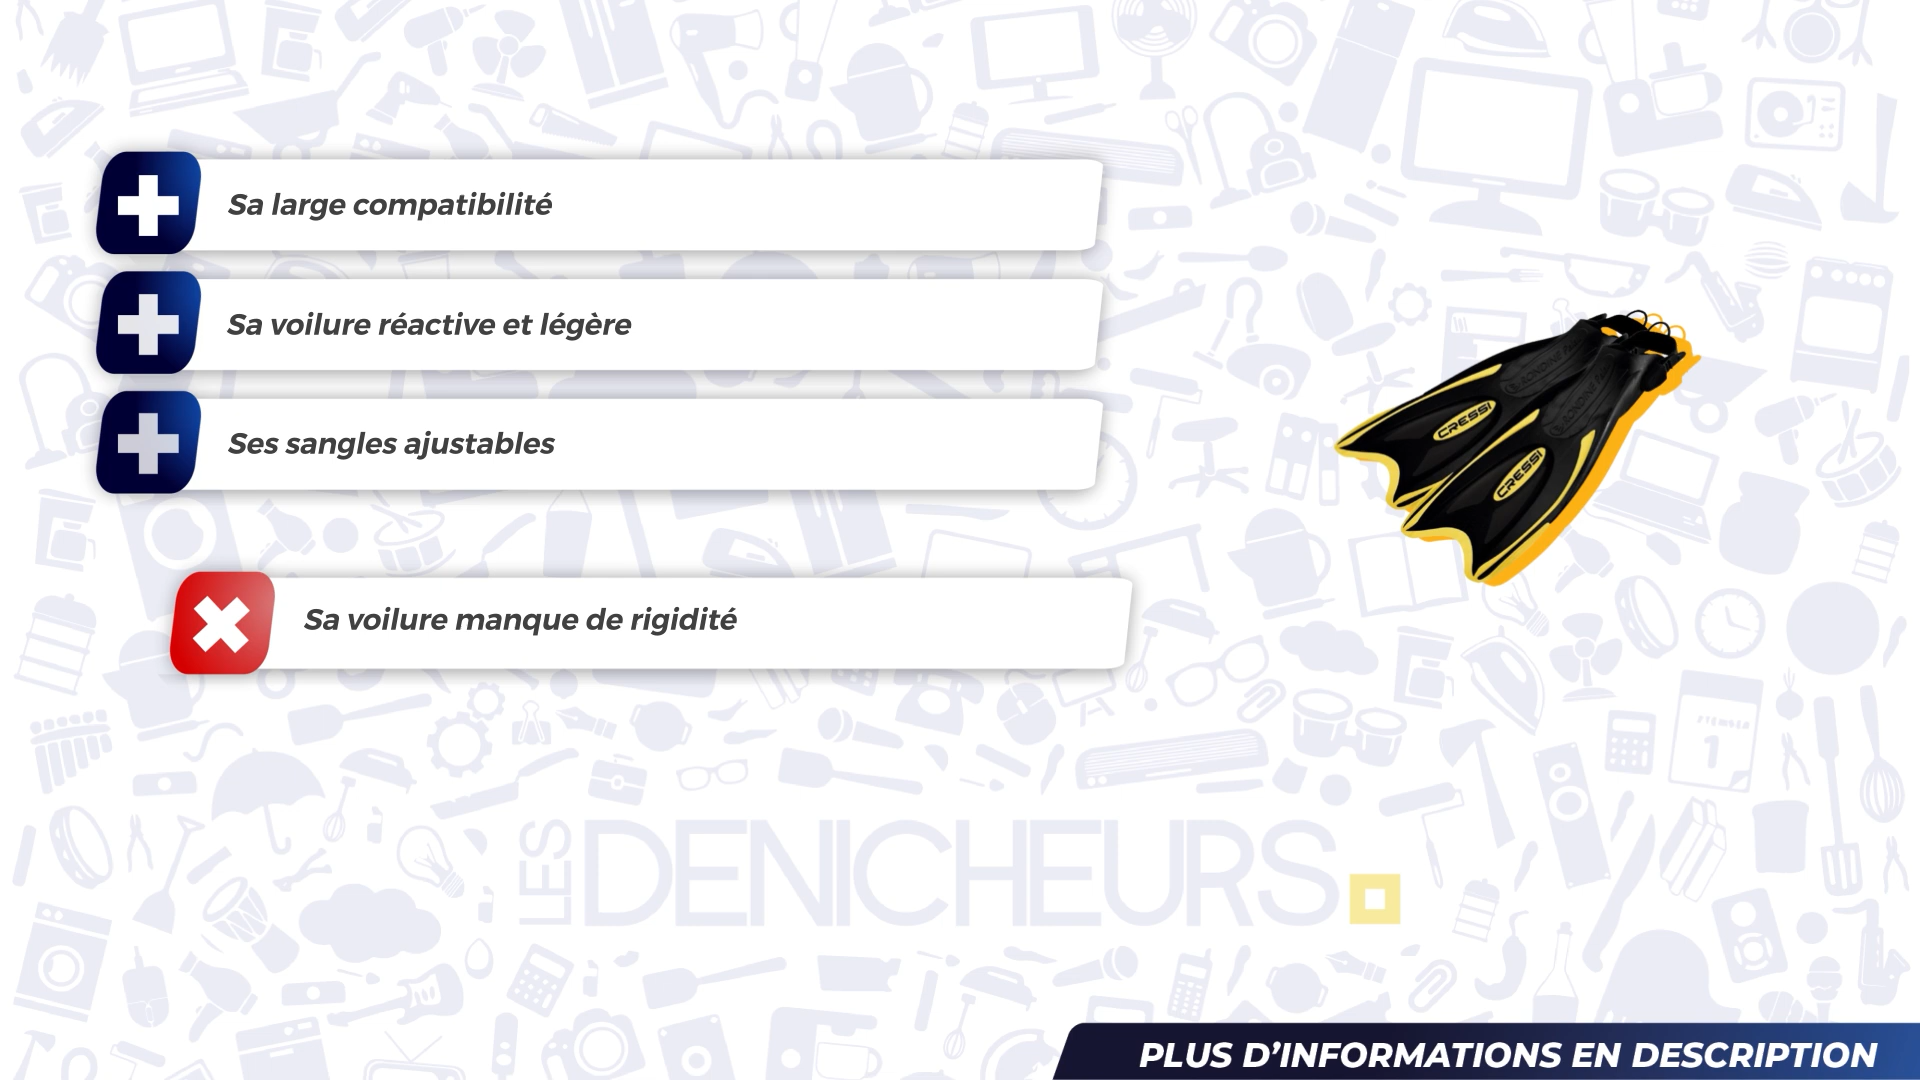 Sa large compatibilité
Sa voilure réactive et légère
Ses sangles ajustables
CRESSI
CRESSI
Sa voilure manque de rigidité
1
LES DENICHEURS.
PLUS D'INFORMATIONS EN DESCRIPTION